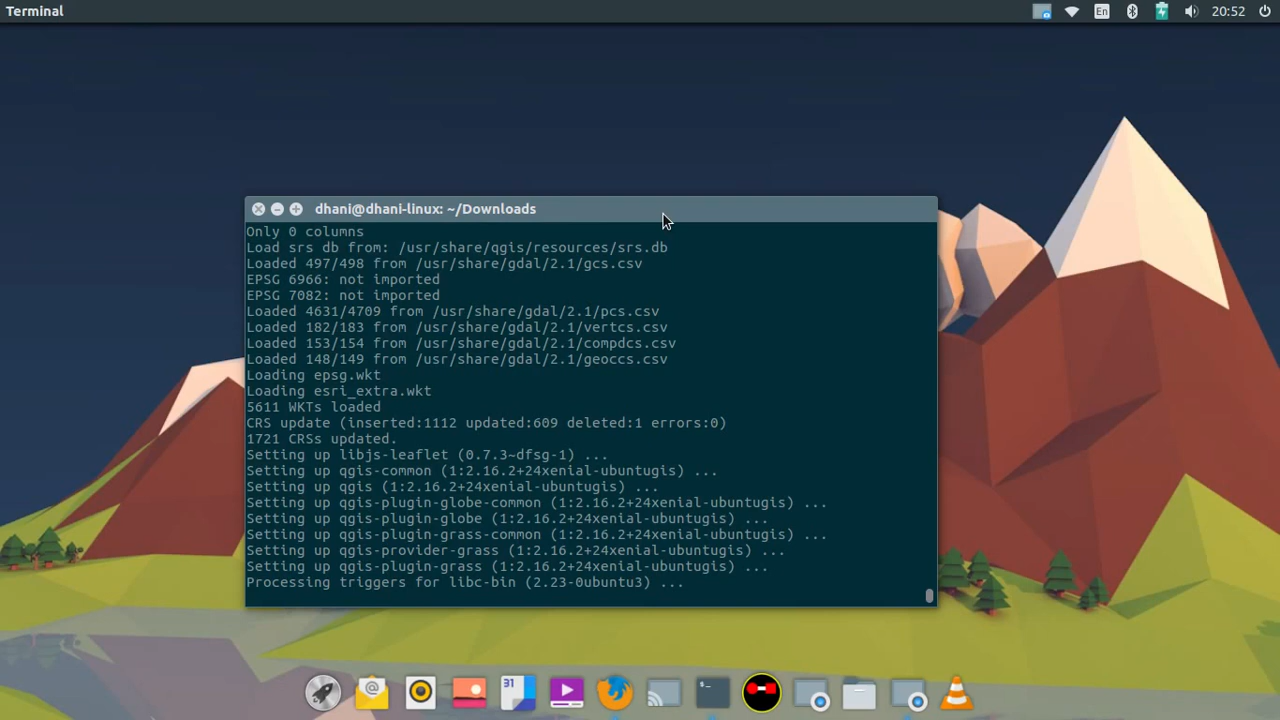 Terminal
En
20:52
dhani@dhani-linux: ~/Downloads
Only 0 columns
Load srs db from: /usr/share/qgis/resources/srs.db
Loaded 497/498 from /usr/share/gdal/2.1/gcs.csv
EPSG 6966: not imported
EPSG 7082: not imported
Loaded 4631/4709 from /usr/share/gdal/2.1/pcs.csv
Loaded 182/183 from /usr/share/gdal/2.1/vertcs.csv
Loaded 153/154 from /usr/share/gdal/2.1/compdcs.csv
Loaded 148/149 from /usr/share/gdal/2.1/geoccs.csv
Loading epsg.wkt
Loading esri_extra.wkt
5611 WKTs loaded
CRS update (inserted:1112 updated:609 deleted:1 errors:0)
1721 CRSs updated.
Setting up libjs-leaflet (0.7.3~dfsg-1) ...
Setting up qgis-common (1:2.16.2+24xenial-ubuntugis) ...
Setting up qgis (1:2.16.2+24xenial-ubuntugis) ...
Setting up qgis-plugin-globe-common (1:2.16.2+24xenial-ubuntugis) ...
Setting up qgis-plugin-globe (1:2.16.2+24xenial-ubuntugis) ...
Setting up qgis-plugin-grass-common (1:2.16.2+24xenial-ubuntugis) ...
Setting up qgis-provider-grass (1:2.16.2+24xenial-ubuntugis) ...
Setting up qgis-plugin-grass (1:2.16.2+24xenial-ubuntugis) ...
Processing triggers for libc-bin (2.23-0ubuntu3) ...
@
31
$_